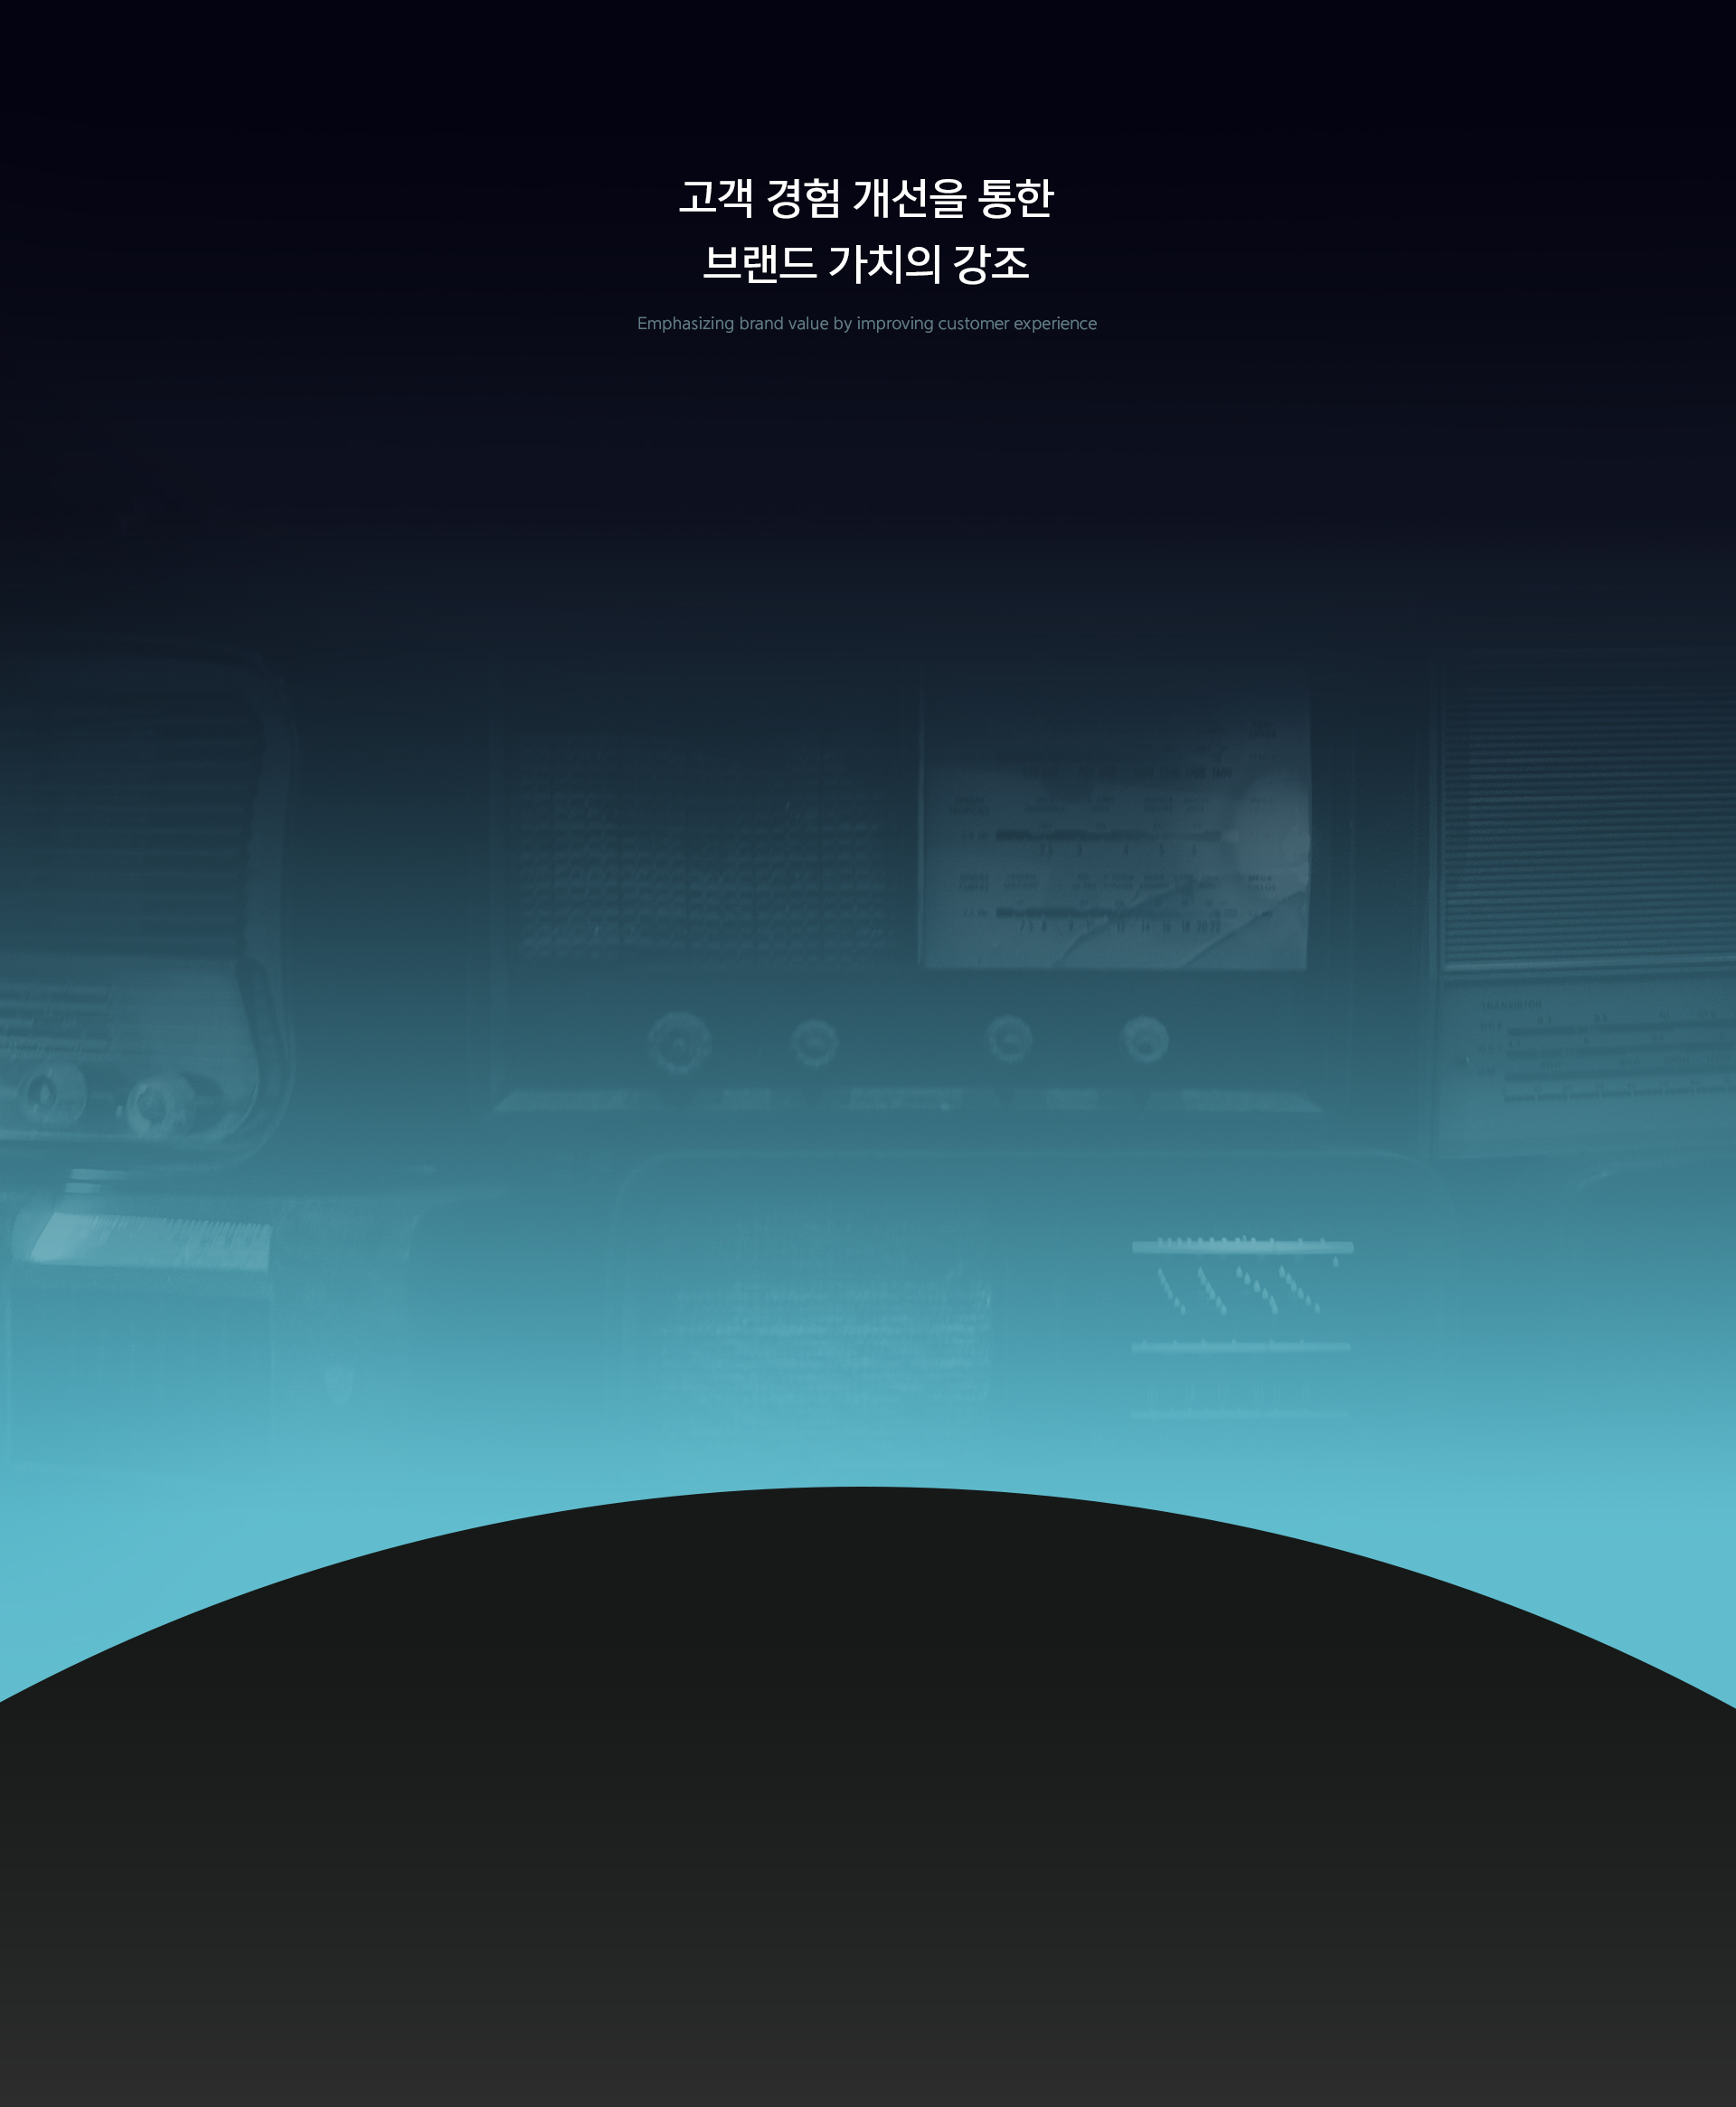 고객 경험 개선을 통한
브랜드 가치의 강조
Emphasizing brand value by improving customer experience
TRANSISTOR